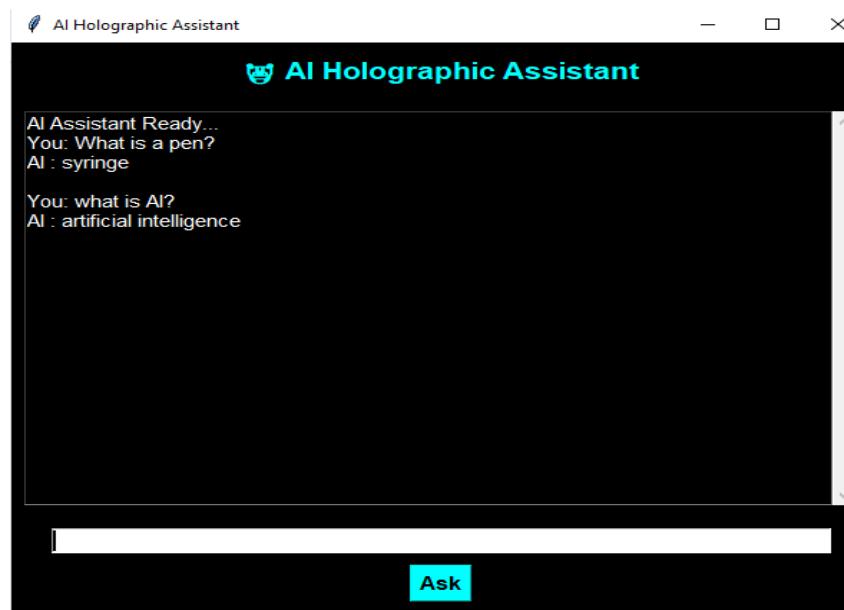 AI Holographic Assistant
AI Holographic Assistant
AI Assistant Ready...
You: What is a pen?
AI : syringe
You: what is AI?
AI : artificial intelligence
Ask